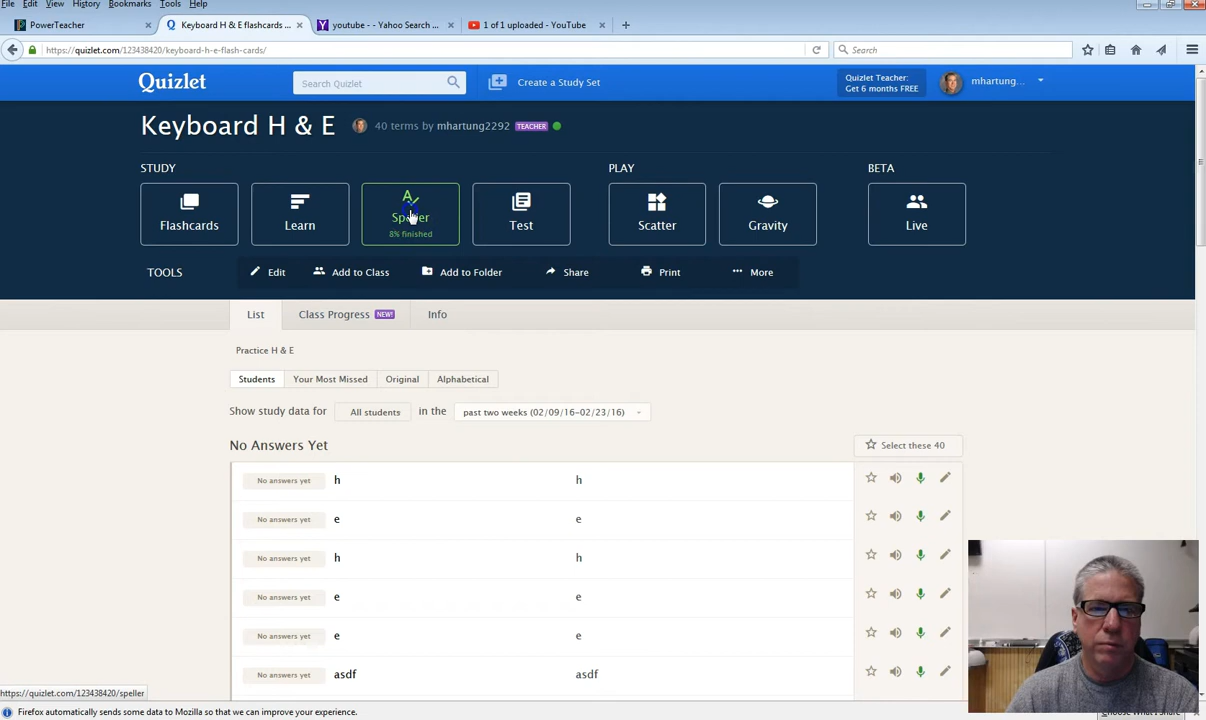 File Edit View History Bookmarks Tools Help
PowerTeacher × Keyboard H & E flashcards ... × youtube - - Yahoo Search ... × 1 of 1 uploaded - YouTube × +
https://quizlet.com/123438420/keyboard-h-e-flash-cards/ Search
Quizlet Search Quizlet Create a Study Set Quizlet Teacher: mhartung...
Get 6 months FREE
Keyboard H & E 40 terms by mhartung2292 TEACHER
STUDY PLAY BETA
Flashcards Learn Speller Test Scatter Gravity Live
8% finished
TOOLS Edit Add to Class Add to Folder Share Print ··· More
List Class Progress NEW! Info
Practice H & E
Students Your Most Missed Original Alphabetical
Show study data for All students in the past two weeks (02/09/16-02/23/16)
No Answers Yet Select these 40
No answers yet h h
No answers yet e e
No answers yet h h
No answers yet e e
No answers yet e e
No answers yet asdf asdf
https://quizlet.com/123438420/speller
Firefox automatically sends some data to Mozilla so that we can improve your experience. Choose What I Share